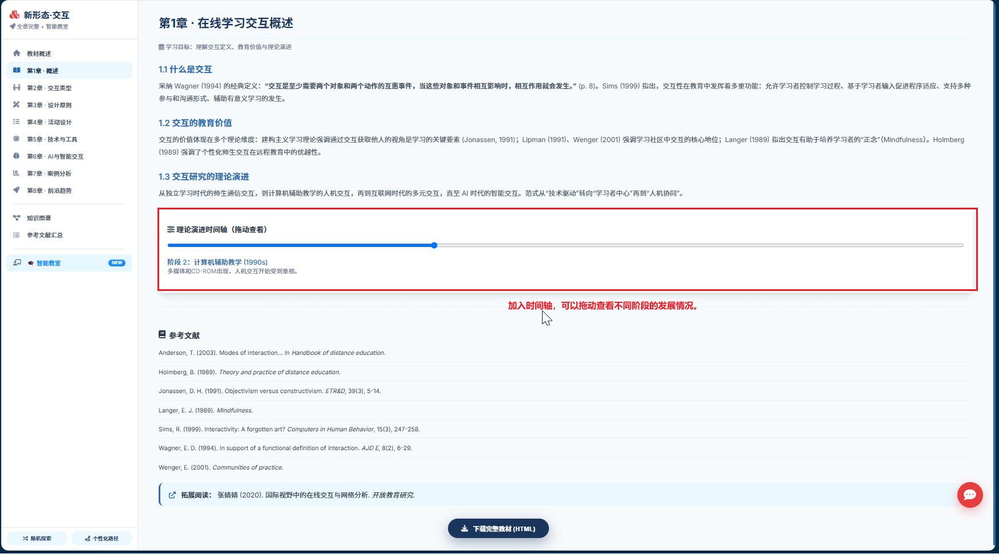 新形态·交互
全章完整 + 智能教室
教材概述
第1章 · 概述
第2章 · 交互类型
第3章 · 设计原则
第4章 · 活动设计
第5章 · 技术与工具
第6章 · AI与智能交互
第7章 · 案例分析
第8章 · 前沿趋势
知识图谱
参考文献汇总
智能教室 NEW
随机探索
个性化路径
第1章 · 在线学习交互概述
学习目标：理解交互定义、教育价值与理论演进
1.1 什么是交互
采纳 Wagner (1994) 的经典定义：“交互是至少需要两个对象和两个动作的互惠事件，当这些对象和事件相互影响时，相互作用就会发生。” (p. 8)。Sims (1999) 指出，交互性在教育中发挥着多重功能：允许学习者控制学习过程、基于学习者输入促进程序适应、支持多种
参与和沟通形式、辅助有意义学习的发生。
1.2 交互的教育价值
交互的价值体现在多个理论维度：建构主义学习理论强调通过交互获取他人的视角是学习的关键要素 (Jonassen, 1991)；Lipman (1991)、Wenger (2001) 强调学习社区中交互的核心地位；Langer (1989) 指出交互有助于培养学习者的“正念”(Mindfulness)。Holmberg
(1989) 强调了个性化师生交互在远程教育中的优越性。
1.3 交互研究的理论演进
从独立学习时代的师生通信交互，到计算机辅助教学的人机交互，再到互联网时代的多元交互，直至 AI 时代的智能交互。范式从“技术驱动”转向“学习者中心”再到“人机协同”。
理论演进时间轴（拖动查看）
阶段 2：计算机辅助教学 (1990s)
多媒体和CD-ROM出现，人机交互开始受到重视。
加入时间轴，可以拖动查看不同阶段的发展情况。
参考文献
Anderson, T. (2003). Modes of interaction... In Handbook of distance education.
Holmberg, B. (1989). Theory and practice of distance education.
Jonassen, D. H. (1991). Objectivism versus constructivism. ETR&D, 39(3), 5-14.
Langer, E. J. (1989). Mindfulness.
Sims, R. (1999). Interactivity: A forgotten art? Computers in Human Behavior, 15(3), 247-258.
Wagner, E. D. (1994). In support of a functional definition of interaction. AJD E, 8(2), 6-29.
Wenger, E. (2001). Communities of practice.
拓展阅读： 张婧婧 (2020). 国际视野中的在线交互与网络分析. 开放教育研究.
下载完整教材 (HTML)